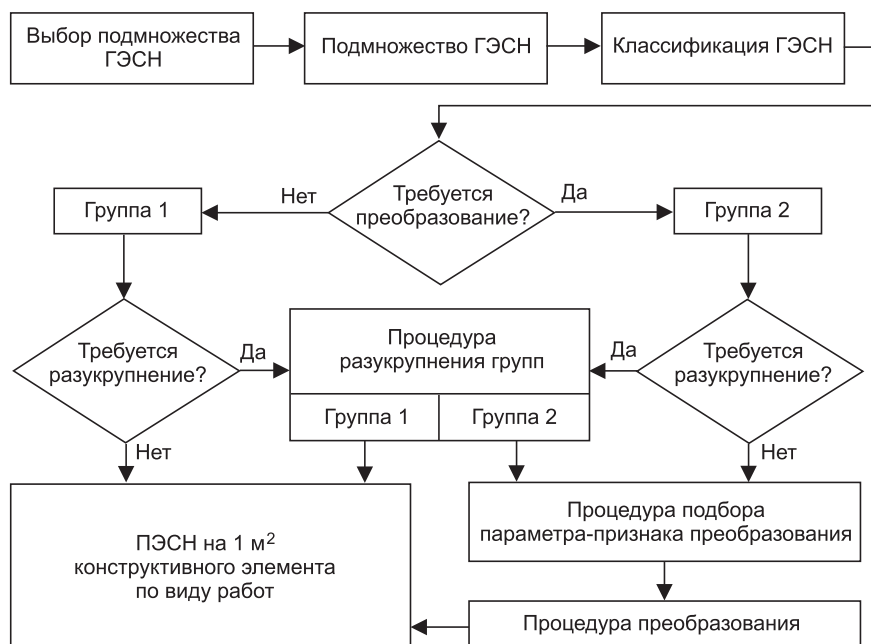 Выбор подмножества
ГЭСН
Подмножество ГЭСН
Классификация ГЭСН
Требуется
преобразование?
Нет
Да
Группа 1
Группа 2
Требуется
разукрупнение?
Да
Процедура
разукрупнения групп
Группа 1
Группа 2
Да
Требуется
разукрупнение?
Нет
Нет
ПЭСН на 1 м²
конструктивного элемента
по виду работ
Процедура подбора
параметра-признака преобразования
Процедура преобразования